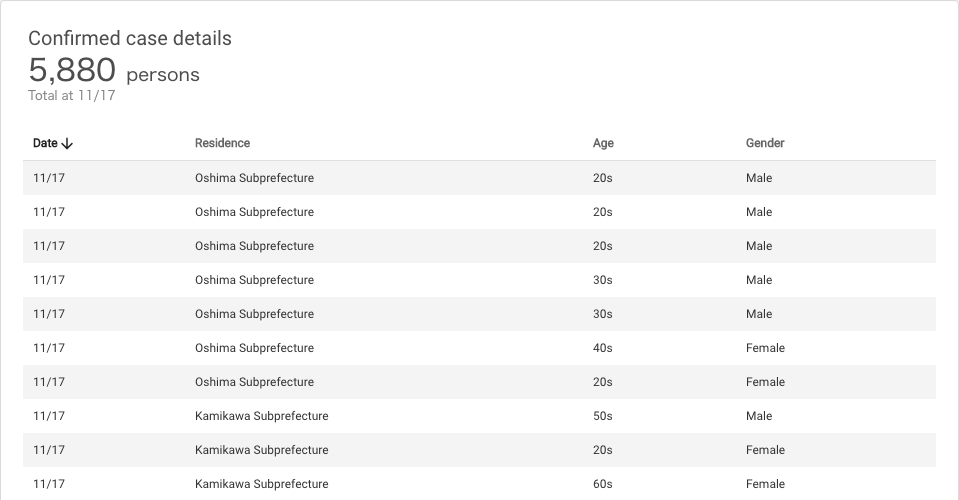 Confirmed case details
5,880 persons
Total at 11/17
Date Residence Age Gender
11/17 Oshima Subprefecture 20s Male
11/17 Oshima Subprefecture 20s Male
11/17 Oshima Subprefecture 20s Male
11/17 Oshima Subprefecture 30s Male
11/17 Oshima Subprefecture 30s Male
11/17 Oshima Subprefecture 40s Female
11/17 Oshima Subprefecture 20s Female
11/17 Kamikawa Subprefecture 50s Male
11/17 Kamikawa Subprefecture 20s Female
11/17 Kamikawa Subprefecture 60s Female